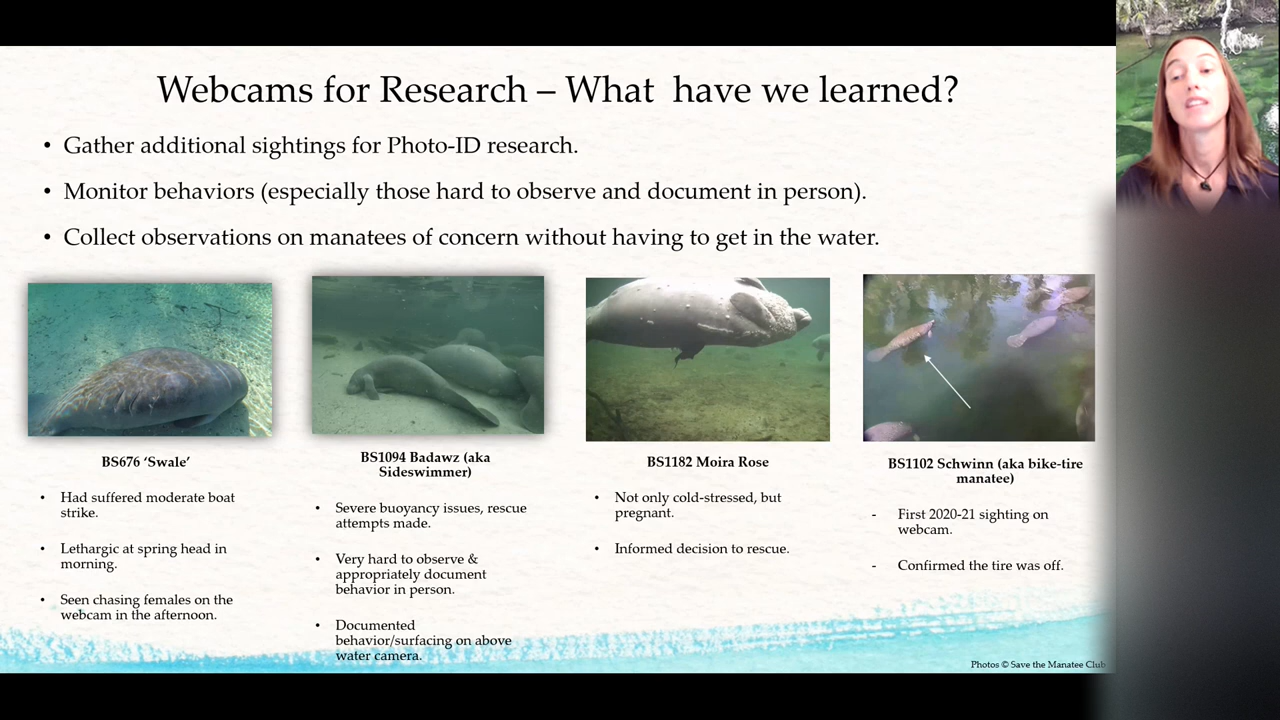 Webcams for Research – What have we learned?
• Gather additional sightings for Photo-ID research.
• Monitor behaviors (especially those hard to observe and document in person).
• Collect observations on manatees of concern without having to get in the water.
BS676 ‘Swale’
• Had suffered moderate boat
strike.
• Lethargic at spring head in
morning.
• Seen chasing females on the
webcam in the afternoon.
BS1094 Badawz (aka
Sideswimmer)
• Severe buoyancy issues, rescue
attempts made.
• Very hard to observe &
appropriately document
behavior in person.
• Documented
behavior/surfacing on above
water camera.
BS1182 Moira Rose
• Not only cold-stressed, but
pregnant.
• Informed decision to rescue.
BS1102 Schwinn (aka bike-tire
manatee)
- First 2020-21 sighting on
webcam.
- Confirmed the tire was off.
Photos © Save the Manatee Club